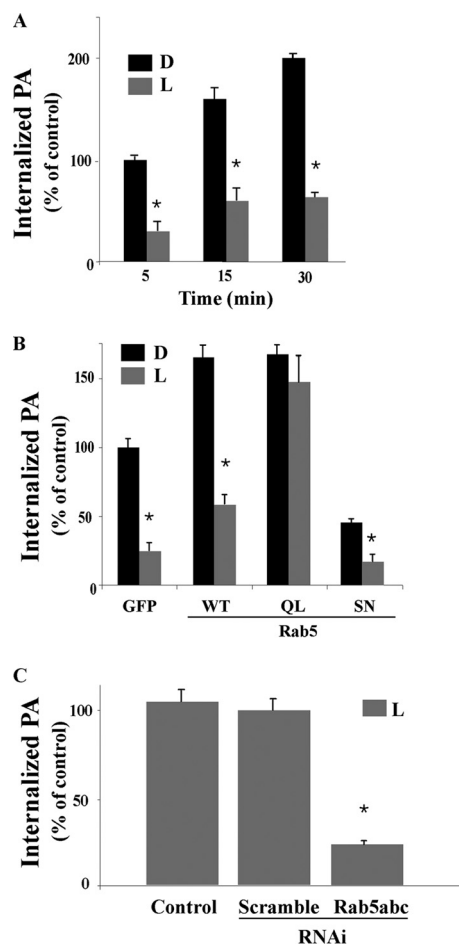 A
Internalized PA
(% of control)
200
100
0
D
L
*
*
*
5 15 30
Time (min)
B
Internalized PA
(% of control)
150
100
50
0
D
L
*
*
*
GFP WT QL SN
Rab5
C
Internalized PA
(% of control)
100
50
0
L
*
Control Scramble Rab5abc
RNAi